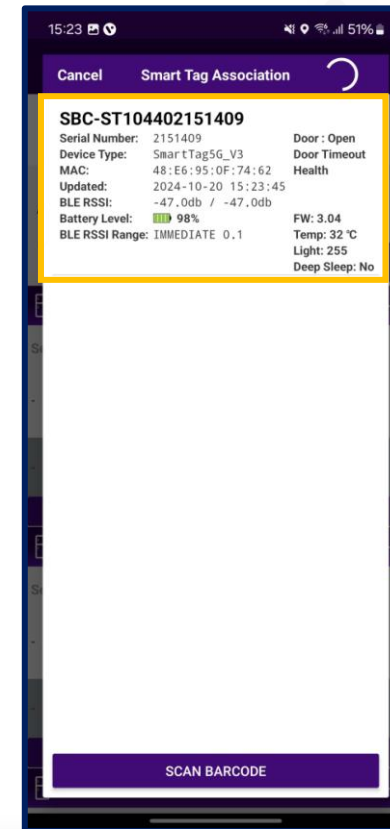 15:23 51%
Cancel Smart Tag Association
SBC-ST104402151409
Serial Number: 2151409 Door : Open
Device Type: SmartTag5G_V3 Door Timeout
MAC: 48:E6:95:0F:74:62 Health
Updated: 2024-10-20 15:23:45
BLE RSSI: -47.0db / -47.0db
Battery Level: 98% FW: 3.04
BLE RSSI Range: IMMEDIATE 0.1 Temp: 32 °C
Light: 255
Deep Sleep: No
SCAN BARCODE